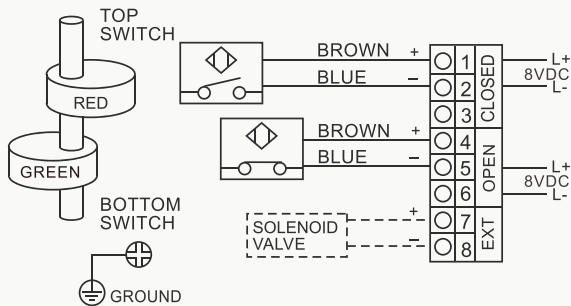 TOP
SWITCH
RED
GREEN
BOTTOM
SWITCH
GROUND
BROWN +
BLUE −
BROWN +
BLUE −
SOLENOID
VALVE
+
−
1
2
3
4
5
6
7
8
CLOSED
OPEN
EXT
L+
8VDC
L-
L+
8VDC
L-